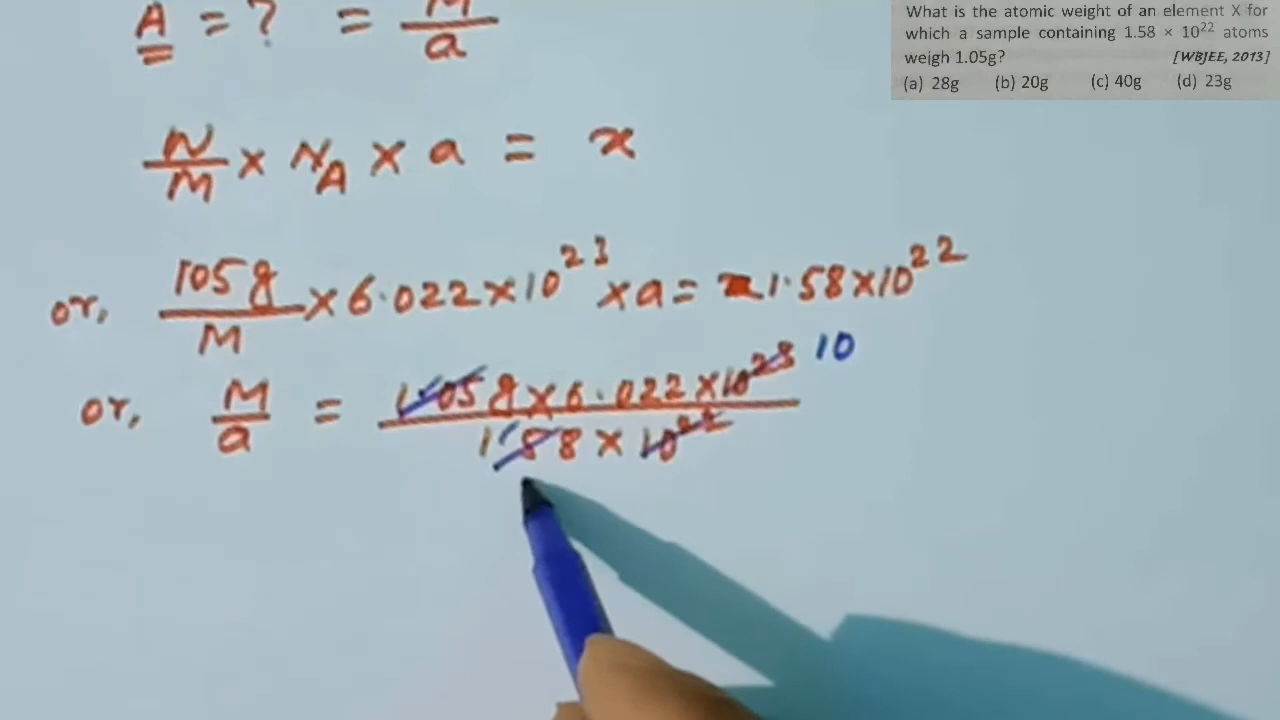 A = ? = M/a
What is the atomic weight of an element X for
which a sample containing 1.58 × 10²² atoms
weigh 1.05g? [WBJEE, 2013]
(a) 28g (b) 20g (c) 40g (d) 23g
W/M × N_A × a = x
or, 105g/M × 6.022×10²³ × a = 1.58×10²²
or, M/a = 1.05g × 6.022×10²³ / 1.58 × 10²² 10